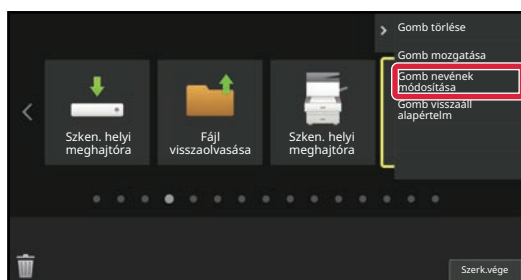 Gomb törlése
Gomb mozgatása
Gomb nevének
módosítása
Gomb visszaáll
alapértelm
Szken. helyi
meghajtóra
Fájl
visszaolvasása
Szken. helyi
meghajtóra
Szerk.vége